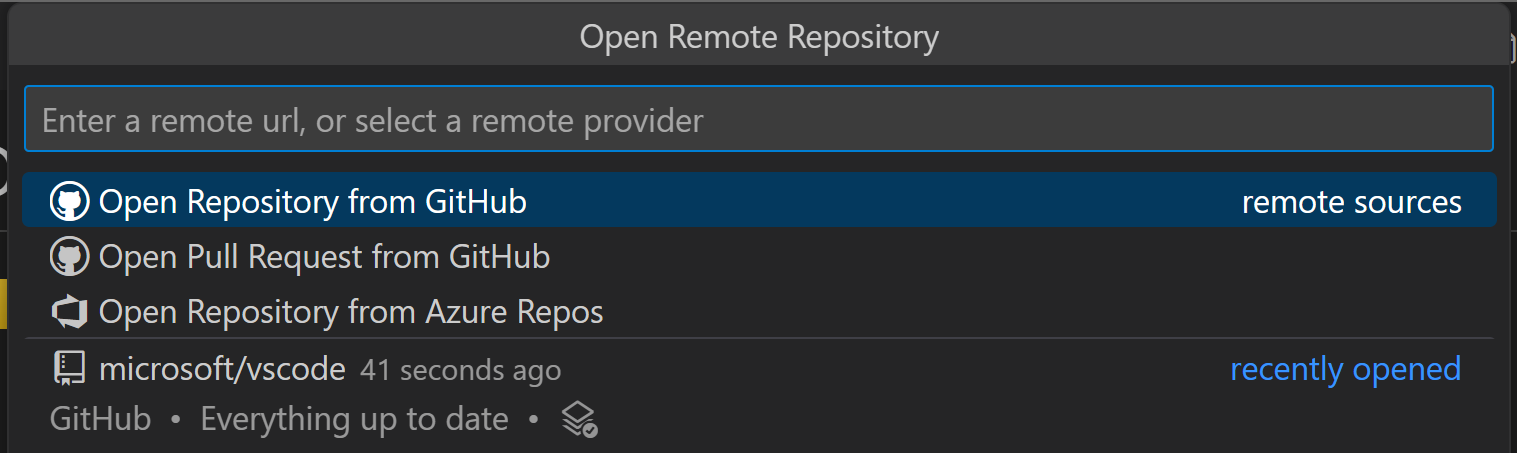 Open Remote Repository
Enter a remote url, or select a remote provider
Open Repository from GitHub remote sources
Open Pull Request from GitHub
Open Repository from Azure Repos
microsoft/vscode 41 seconds ago recently opened
GitHub • Everything up to date •